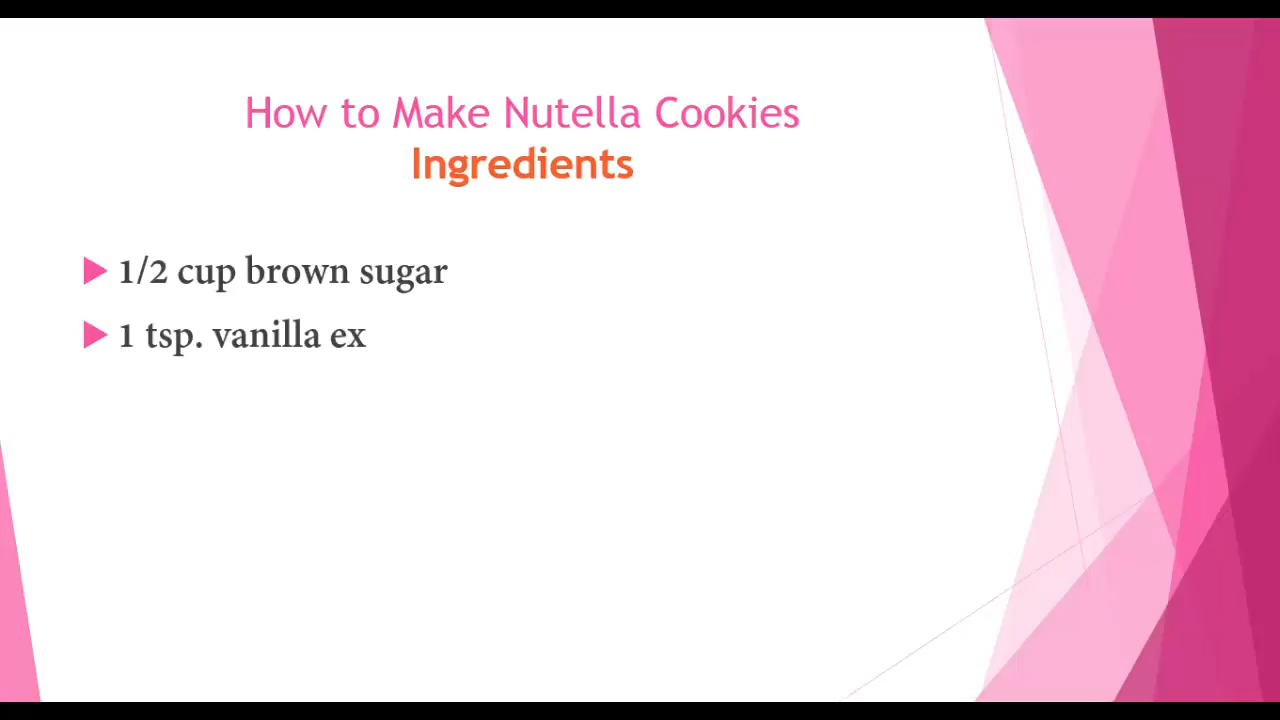 How to Make Nutella Cookies
Ingredients
1/2 cup brown sugar
1 tsp. vanilla ex